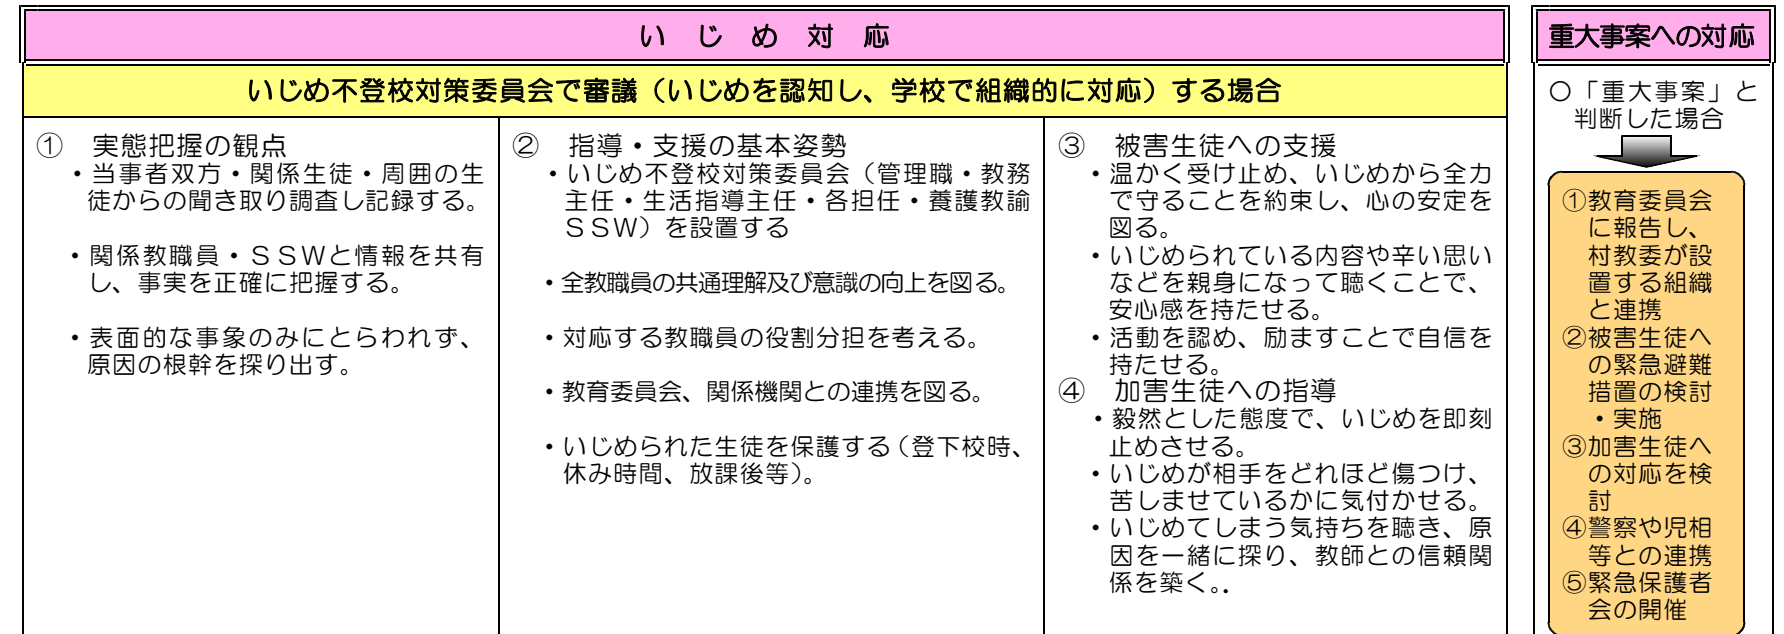 いじめ対応
いじめ不登校対策委員会で審議（いじめを認知し、学校で組織的に対応）する場合
①　実態把握の観点
・当事者双方・関係生徒・周囲の生
徒からの聞き取り調査し記録する。
・関係教職員・ＳＳＷと情報を共有
し、事実を正確に把握する。
・表面的な事象のみにとらわれず、
原因の根幹を探り出す。
②　指導・支援の基本姿勢
・いじめ不登校対策委員会（管理職・教務
主任・生活指導主任・各担任・養護教諭
ＳＳＷ）を設置する
・全教職員の共通理解及び意識の向上を図る。
・対応する教職員の役割分担を考える。
・教育委員会、関係機関との連携を図る。
・いじめられた生徒を保護する（登下校時、
休み時間、放課後等）。
③　被害生徒への支援
・温かく受け止め、いじめから全力
で守ることを約束し、心の安定を
図る。
・いじめられている内容や辛い思い
などを親身になって聴くことで、
安心感を持たせる。
・活動を認め、励ますことで自信を
持たせる。
④　加害生徒への指導
・毅然とした態度で、いじめを即刻
止めさせる。
・いじめが相手をどれほど傷つけ、
苦しませているかに気付かせる。
・いじめてしまう気持ちを聴き、原
因を一緒に探り、教師との信頼関
係を築く。.
重大事案への対応
〇「重大事案」と
判断した場合
①教育委員会
に報告し、
村教委が設
置する組織
と連携
②被害生徒へ
の緊急避難
措置の検討
・実施
③加害生徒へ
の対応を検
討
④警察や児相
等との連携
⑤緊急保護者
会の開催